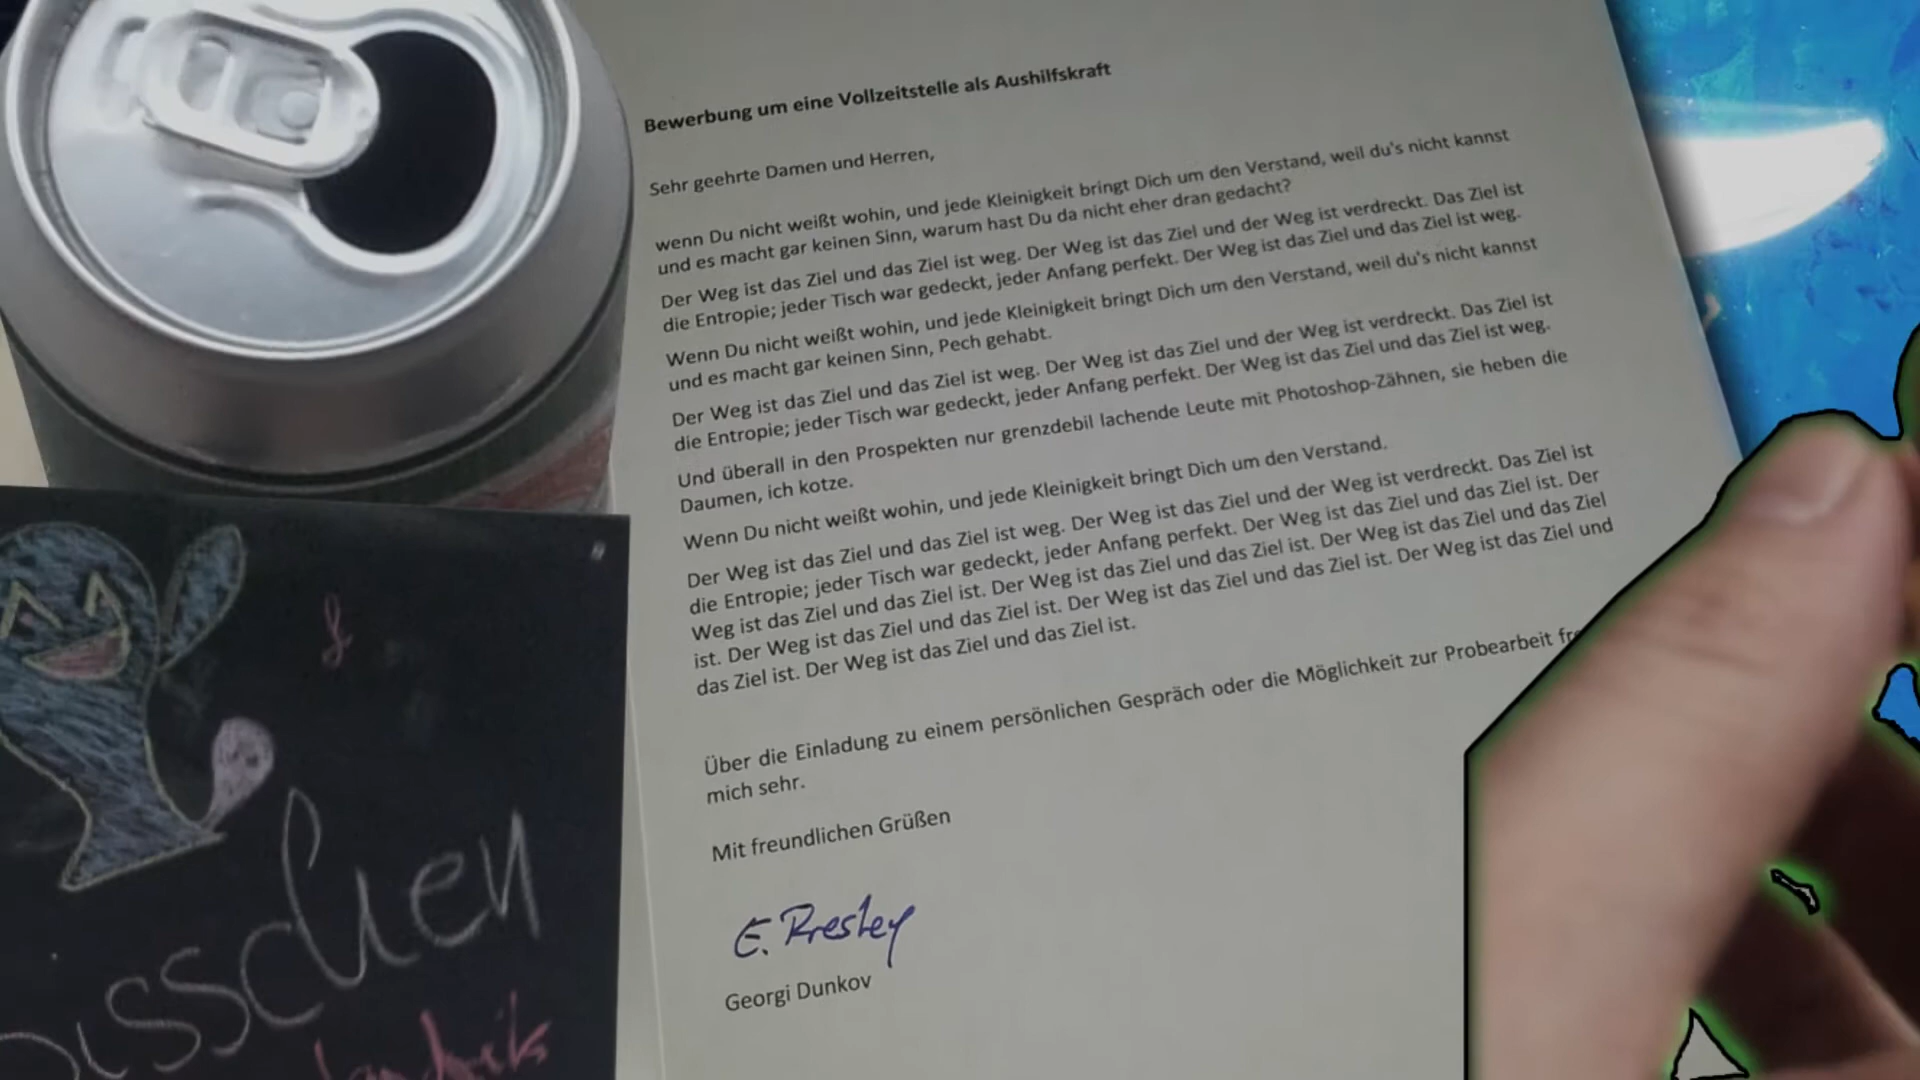 Bewerbung um eine Vollzeitstelle als Aushilfskraft
Sehr geehrte Damen und Herren,
wenn Du nicht weißt wohin, und jede Kleinigkeit bringt Dich um den Verstand, weil du's nicht kannst
und es macht gar keinen Sinn, warum hast Du da nicht eher dran gedacht?
Der Weg ist das Ziel und das Ziel ist weg. Der Weg ist das Ziel und der Weg ist verdreckt. Das Ziel ist
die Entropie; jeder Tisch war gedeckt, jeder Anfang perfekt. Der Weg ist das Ziel und das Ziel ist weg.
Wenn Du nicht weißt wohin, und jede Kleinigkeit bringt Dich um den Verstand, weil du's nicht kannst
und es macht gar keinen Sinn, Pech gehabt.
Der Weg ist das Ziel und das Ziel ist weg. Der Weg ist das Ziel und der Weg ist verdreckt. Das Ziel ist
die Entropie; jeder Tisch war gedeckt, jeder Anfang perfekt. Der Weg ist das Ziel und das Ziel ist weg.
Und überall in den Prospekten nur grenzdebil lachende Leute mit Photoshop-Zähnen, sie heben die
Daumen, ich kotze.
Wenn Du nicht weißt wohin, und jede Kleinigkeit bringt Dich um den Verstand.
Der Weg ist das Ziel und das Ziel ist weg. Der Weg ist das Ziel und der Weg ist verdreckt. Das Ziel ist
die Entropie; jeder Tisch war gedeckt, jeder Anfang perfekt. Der Weg ist das Ziel und das Ziel ist. Der
Weg ist das Ziel und das Ziel ist. Der Weg ist das Ziel und das Ziel ist. Der Weg ist das Ziel und das Ziel
ist. Der Weg ist das Ziel und das Ziel ist. Der Weg ist das Ziel und das Ziel ist. Der Weg ist das Ziel und
das Ziel ist. Der Weg ist das Ziel und das Ziel ist.
Über die Einladung zu einem persönlichen Gespräch oder die Möglichkeit zur Probearbeit
mich sehr.
Mit freundlichen Grüßen
E. Presley
Georgi Dunkov
isschen